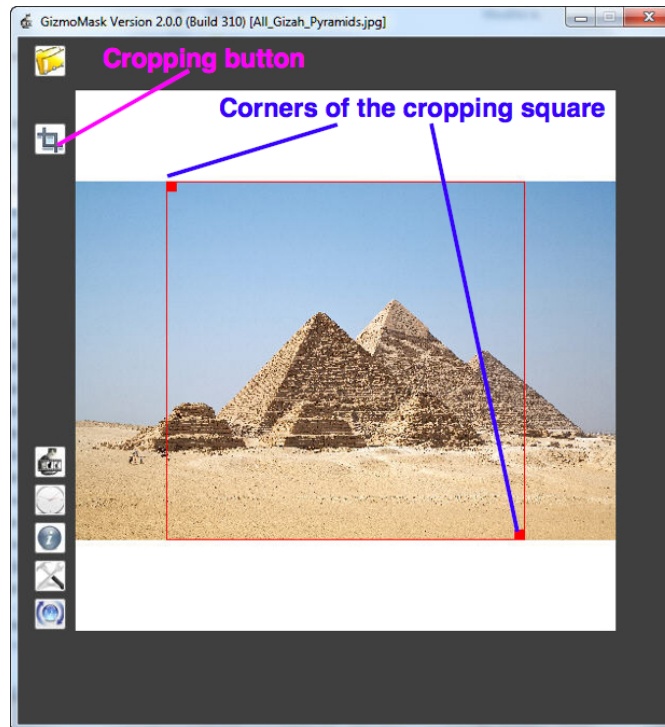 GizmoMask Version 2.0.0 (Build 310) [All_Gizah_Pyramids.jpg]
Cropping button
Corners of the cropping square